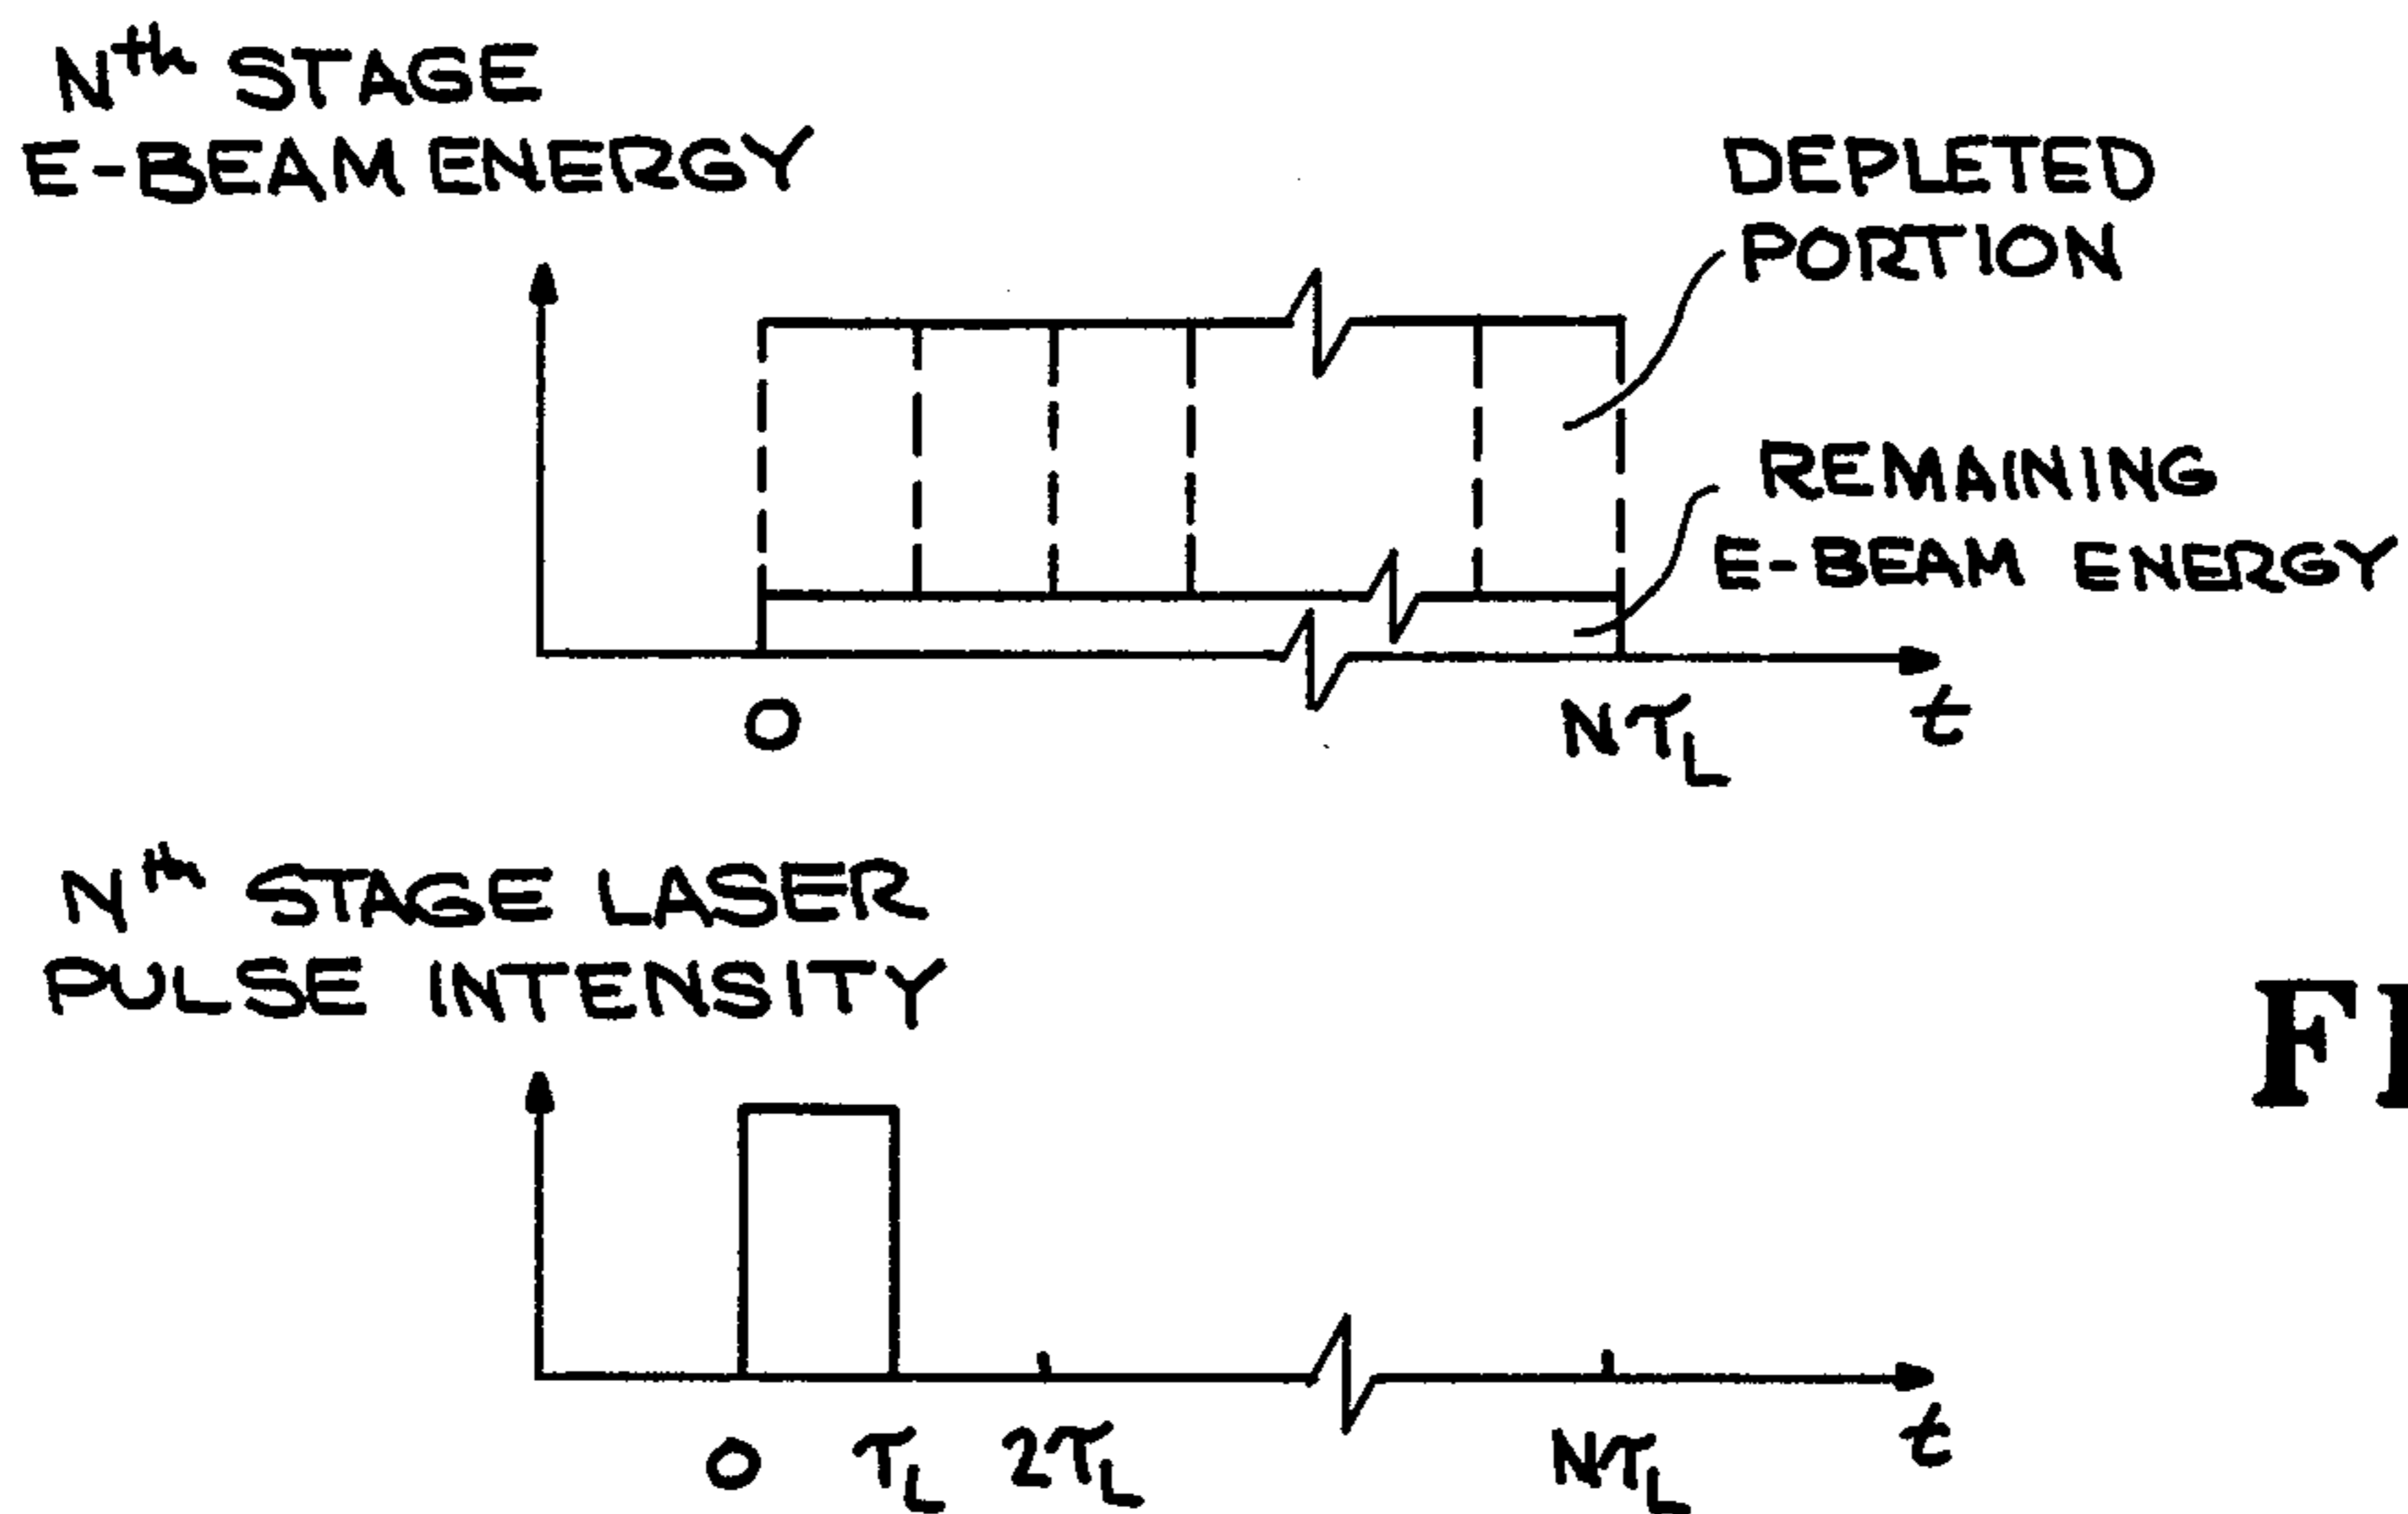 Nth STAGE
E-BEAM ENERGY
DEPLETED
PORTION
REMAINING
E-BEAM ENERGY
0
NτL
t
Nth STAGE LASER
PULSE INTENSITY
0 τL 2τL NτL t